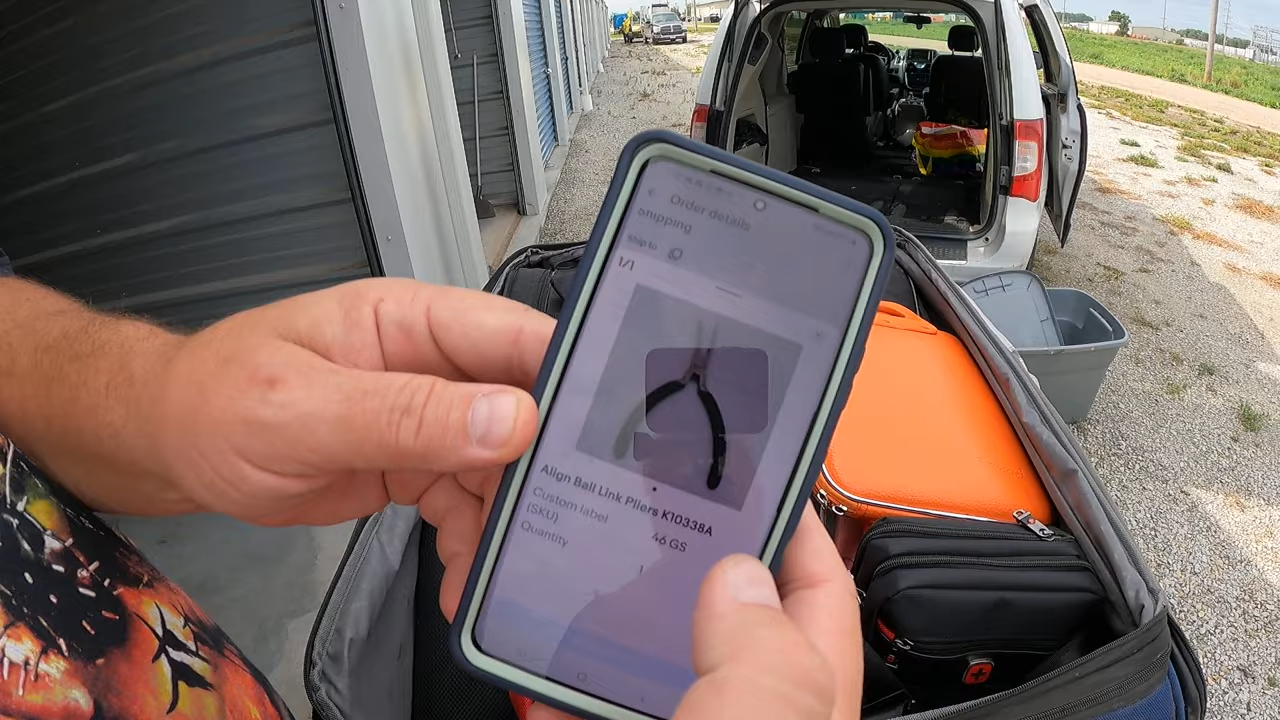 Order details
Shipping
Ship to
1/1
Align Ball Link Pliers K10338A
Custom label
(SKU)
46 GS
Quantity
1